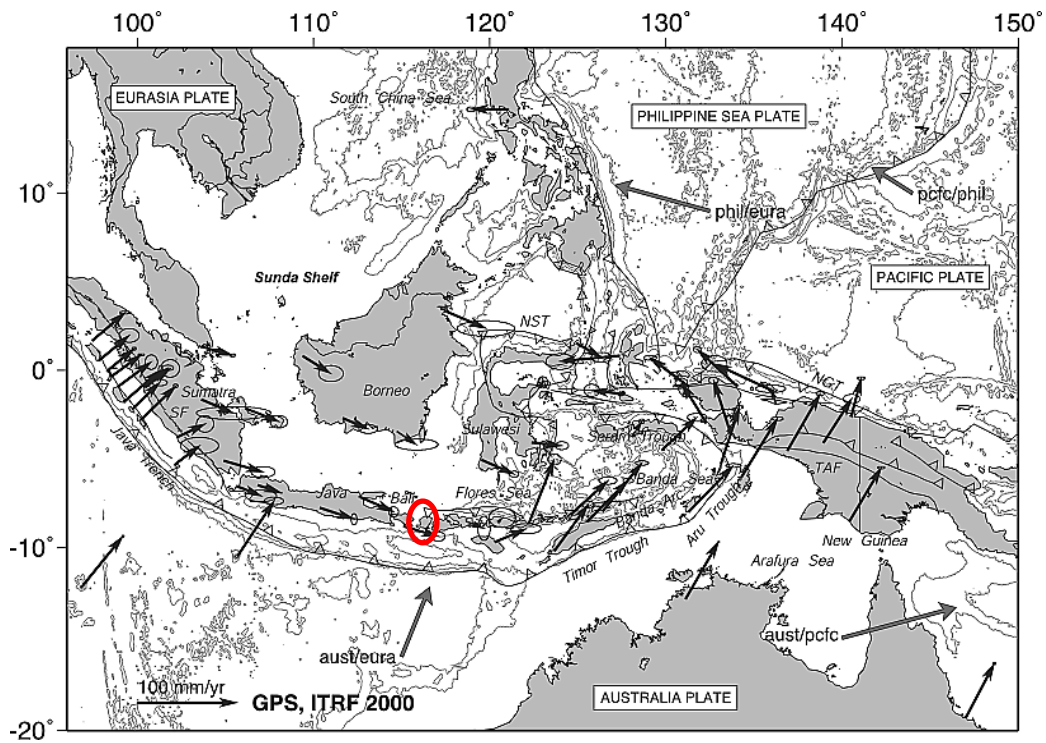 100° 110° 120° 130° 140° 150°
EURASIA PLATE
South China Sea
PHILIPPINE SEA PLATE
10°
phil/eura
pcfc/phil
Sunda Shelf
PACIFIC PLATE
NST
0°
NGT
Sumatra
Borneo
SF
Sulawesi
Seram Trough
Java Trench
TAF
Banda Sea
Java
Bali
Flores Sea
Banda Arc
Aru Trough
-10°
New Guinea
Timor Trough
Arafura Sea
aust/pcfc
aust/eura
100 mm/yr
GPS, ITRF 2000
AUSTRALIA PLATE
-20°